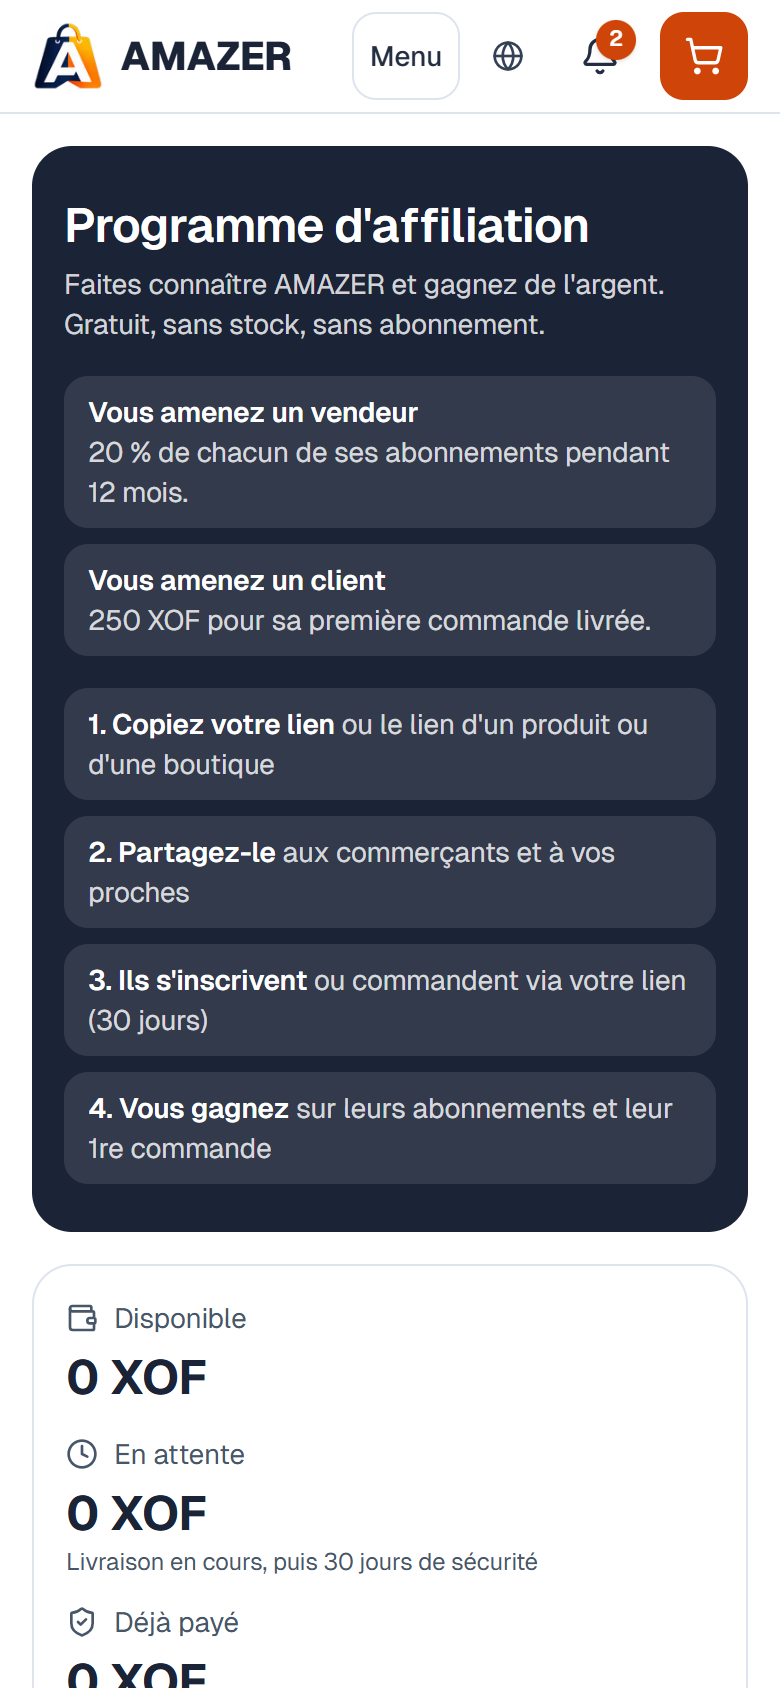 AMAZER
Menu
2
Programme d'affiliation
Faites connaître AMAZER et gagnez de l'argent.
Gratuit, sans stock, sans abonnement.
Vous amenez un vendeur
20 % de chacun de ses abonnements pendant
12 mois.
Vous amenez un client
250 XOF pour sa première commande livrée.
1. Copiez votre lien ou le lien d'un produit ou
d'une boutique
2. Partagez-le aux commerçants et à vos
proches
3. Ils s'inscrivent ou commandent via votre lien
(30 jours)
4. Vous gagnez sur leurs abonnements et leur
1re commande
Disponible
0 XOF
En attente
0 XOF
Livraison en cours, puis 30 jours de sécurité
Déjà payé
0 XOF